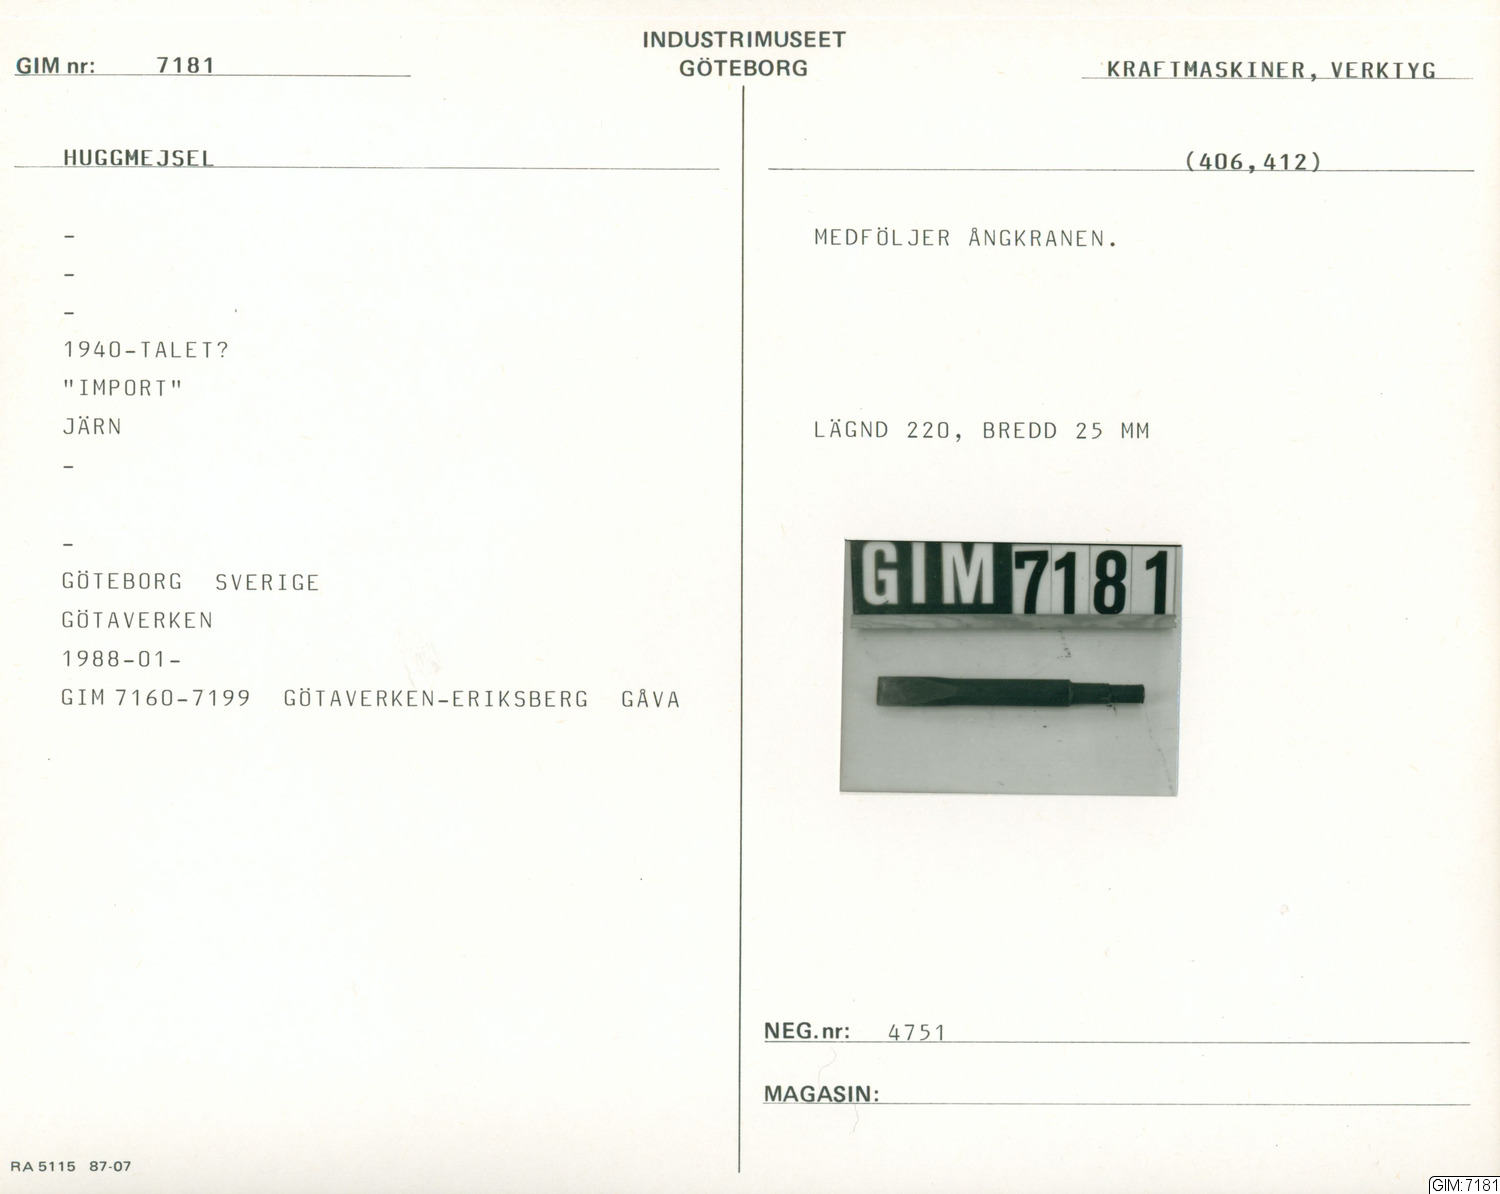 INDUSTRIMUSEET
GÖTEBORG
GIM nr: 7181
KRAFTMASKINER, VERKTYG
HUGGMEJSEL
(406,412)
-
-
-
1940-TALET?
"IMPORT"
JÄRN
-
-
GÖTEBORG SVERIGE
GÖTAVERKEN
1988-01-
GIM 7160-7199 GÖTAVERKEN-ERIKSBERG GÅVA
MEDFÖLJER ÅNGKRANEN.
LÄGND 220, BREDD 25 MM
GIM 7181
NEG.nr: 4751
MAGASIN:
RA 5115 87-07
GIM:7181